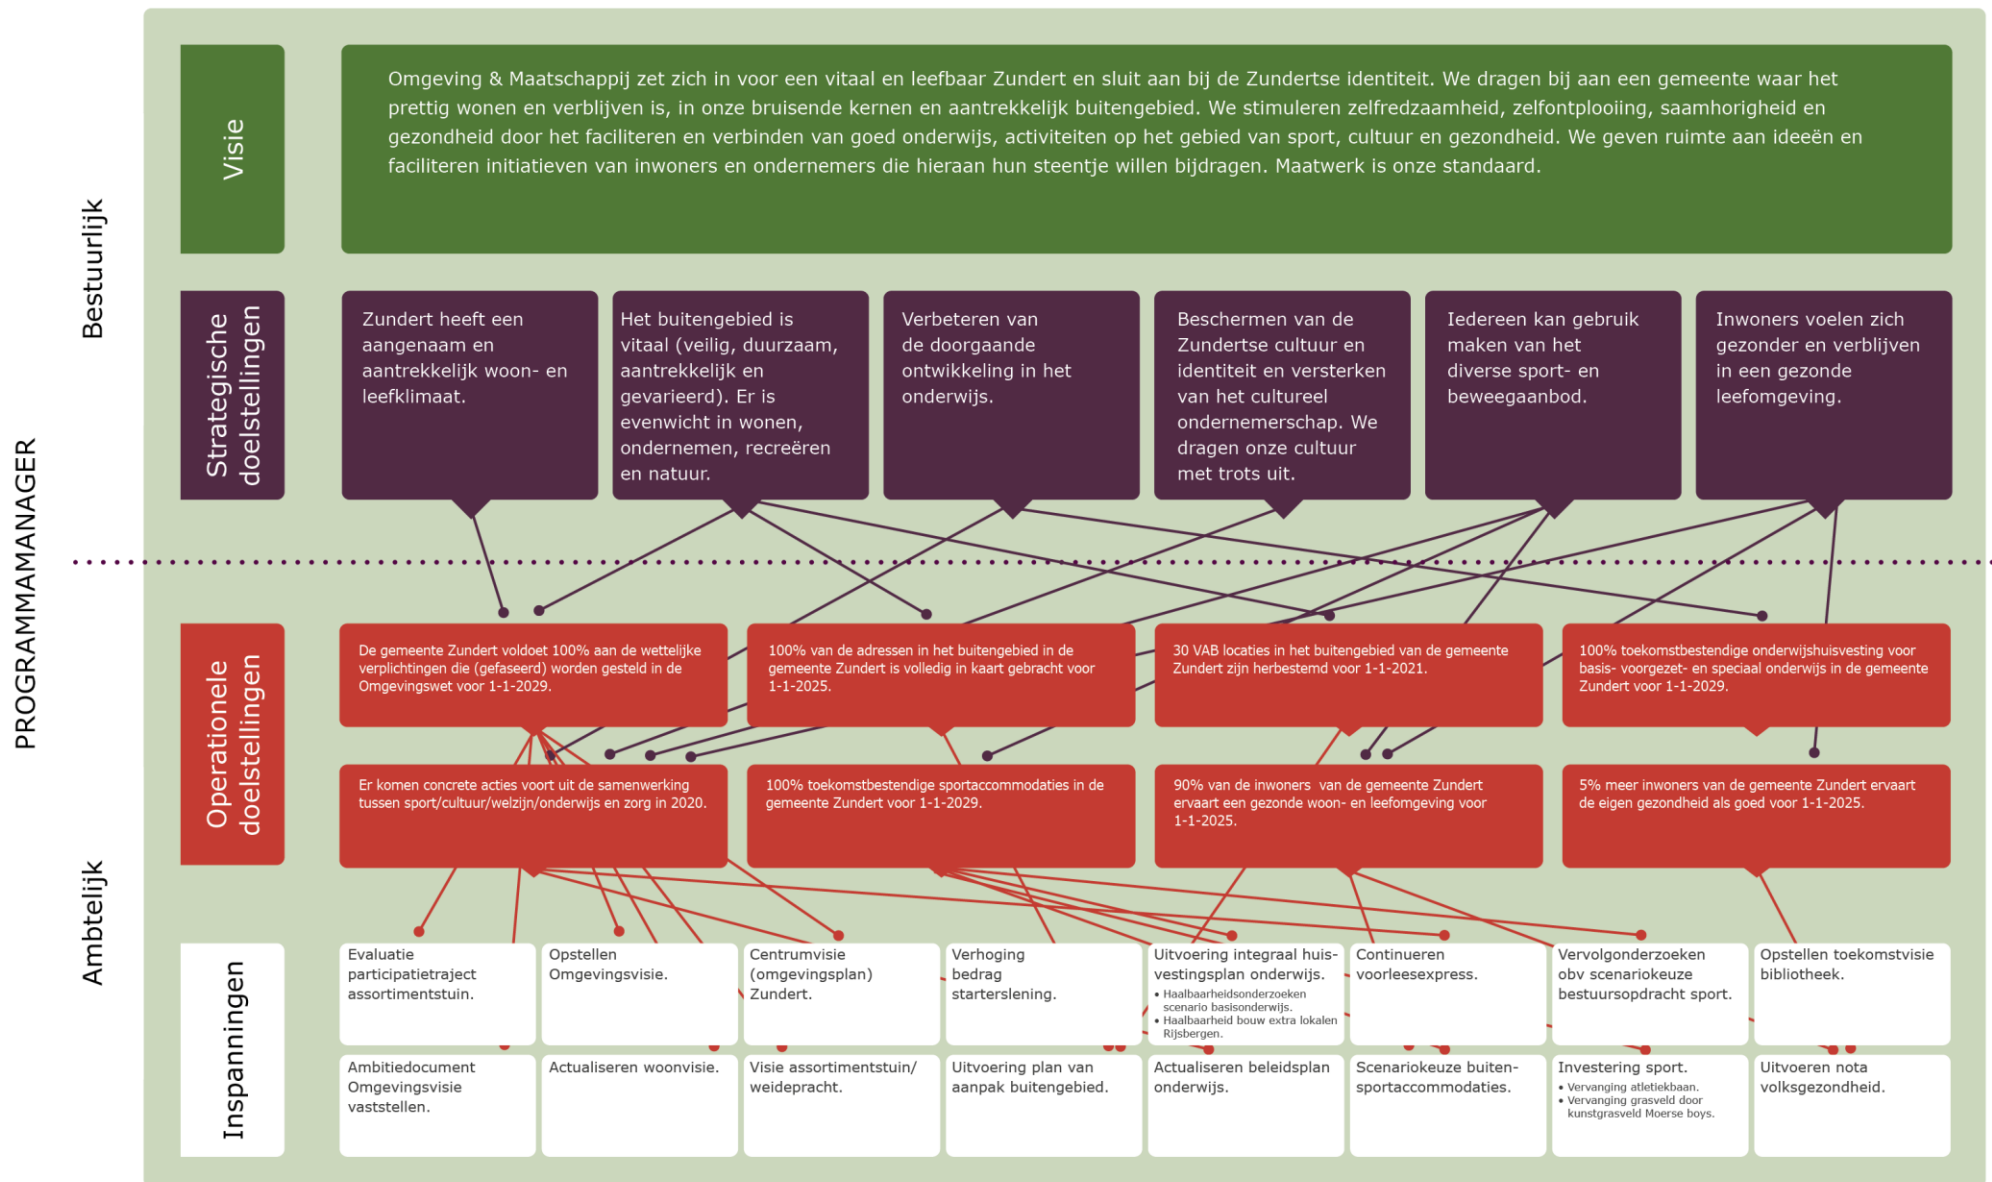 PROGRAMMAMANAGER
Bestuurlijk
Ambtelijk
Visie
Omgeving & Maatschappij zet zich in voor een vitaal en leefbaar Zundert en sluit aan bij de Zundertse identiteit. We dragen bij aan een gemeente waar het
prettig wonen en verblijven is, in onze bruisende kernen en aantrekkelijk buitengebied. We stimuleren zelfredzaamheid, zelfontplooiing, saamhorigheid en
gezondheid door het faciliteren en verbinden van goed onderwijs, activiteiten op het gebied van sport, cultuur en gezondheid. We geven ruimte aan ideeën en
faciliteren initiatieven van inwoners en ondernemers die hieraan hun steentje willen bijdragen. Maatwerk is onze standaard.
Strategische
doelstellingen
Zundert heeft een
aangenaam en
aantrekkelijk woon- en
leefklimaat.
Het buitengebied is
vitaal (veilig, duurzaam,
aantrekkelijk en
gevarieerd). Er is
evenwicht in wonen,
ondernemen, recreëren
en natuur.
Verbeteren van
de doorgaande
ontwikkeling in het
onderwijs.
Beschermen van de
Zundertse cultuur en
identiteit en versterken
van het cultureel
ondernemerschap. We
dragen onze cultuur
met trots uit.
Iedereen kan gebruik
maken van het
diverse sport- en
beweegaanbod.
Inwoners voelen zich
gezonder en verblijven
in een gezonde
leefomgeving.
Operationele
doelstellingen
De gemeente Zundert voldoet 100% aan de wettelijke
verplichtingen die (gefaseerd) worden gesteld in de
Omgevingswet voor 1-1-2029.
100% van de adressen in het buitengebied in de
gemeente Zundert is volledig in kaart gebracht voor
1-1-2025.
30 VAB locaties in het buitengebied van de gemeente
Zundert zijn herbestemd voor 1-1-2021.
100% toekomstbestendige onderwijshuisvesting voor
basis- voorgezet- en speciaal onderwijs in de gemeente
Zundert voor 1-1-2029.
Er komen concrete acties voort uit de samenwerking
tussen sport/cultuur/welzijn/onderwijs en zorg in 2020.
100% toekomstbestendige sportaccommodaties in de
gemeente Zundert voor 1-1-2029.
90% van de inwoners van de gemeente Zundert
ervaart een gezonde woon- en leefomgeving voor
1-1-2025.
5% meer inwoners van de gemeente Zundert ervaart
de eigen gezondheid als goed voor 1-1-2025.
Inspanningen
Evaluatie
participatietraject
assortimentstuin.
Opstellen
Omgevingsvisie.
Centrumvisie
(omgevingsplan)
Zundert.
Verhoging
bedrag
starterslening.
Uitvoering integraal huis-
vestingsplan onderwijs.
• Haalbaarheidsonderzoeken
scenario basisonderwijs.
• Haalbaarheid bouw extra lokalen
Rijsbergen.
Continueren
voorleesexpress.
Vervolgonderzoeken
obv scenariokeuze
bestuursopdracht sport.
Opstellen toekomstvisie
bibliotheek.
Ambitiedocument
Omgevingsvisie
vaststellen.
Actualiseren woonvisie.
Visie assortimentstuin/
weidepracht.
Uitvoering plan van
aanpak buitengebied.
Actualiseren beleidsplan
onderwijs.
Scenariokeuze buiten-
sportaccommodaties.
Investering sport.
• Vervanging atletiekbaan.
• Vervanging grasveld door
kunstgrasveld Moerse boys.
Uitvoeren nota
volksgezondheid.